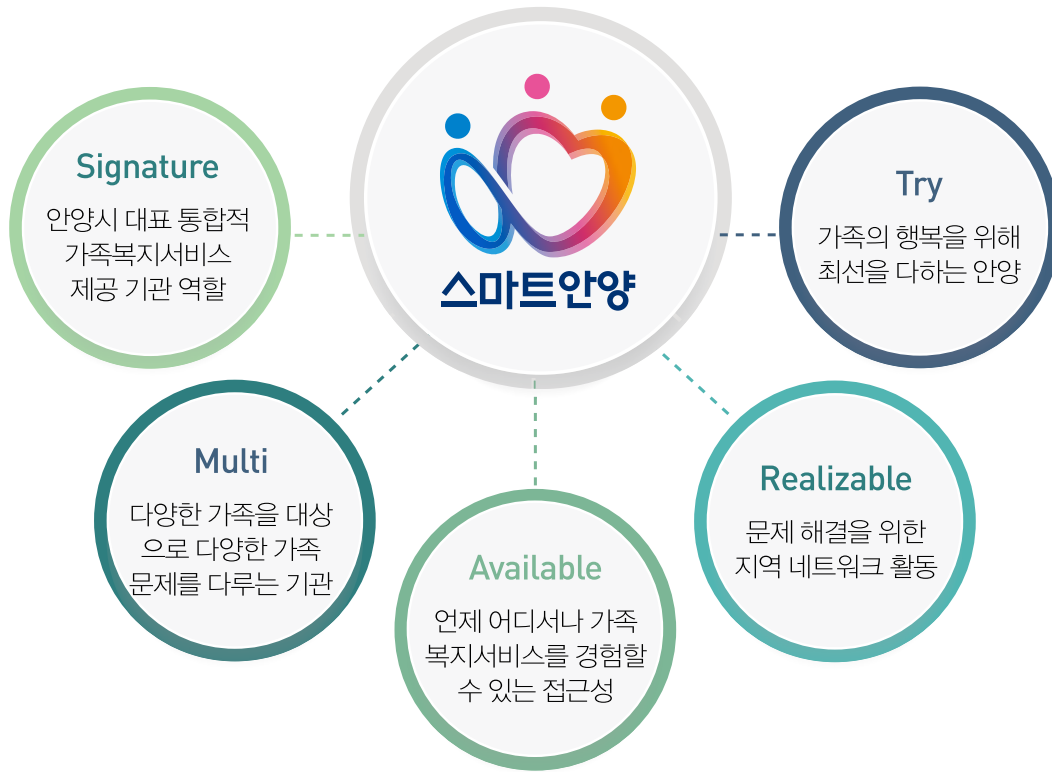 스마트안양
Signature
안양시 대표 통합적
가족복지서비스
제공 기관 역할
Multi
다양한 가족을 대상
으로 다양한 가족
문제를 다루는 기관
Available
언제 어디서나 가족
복지서비스를 경험할
수 있는 접근성
Realizable
문제 해결을 위한
지역 네트워크 활동
Try
가족의 행복을 위해
최선을 다하는 안양